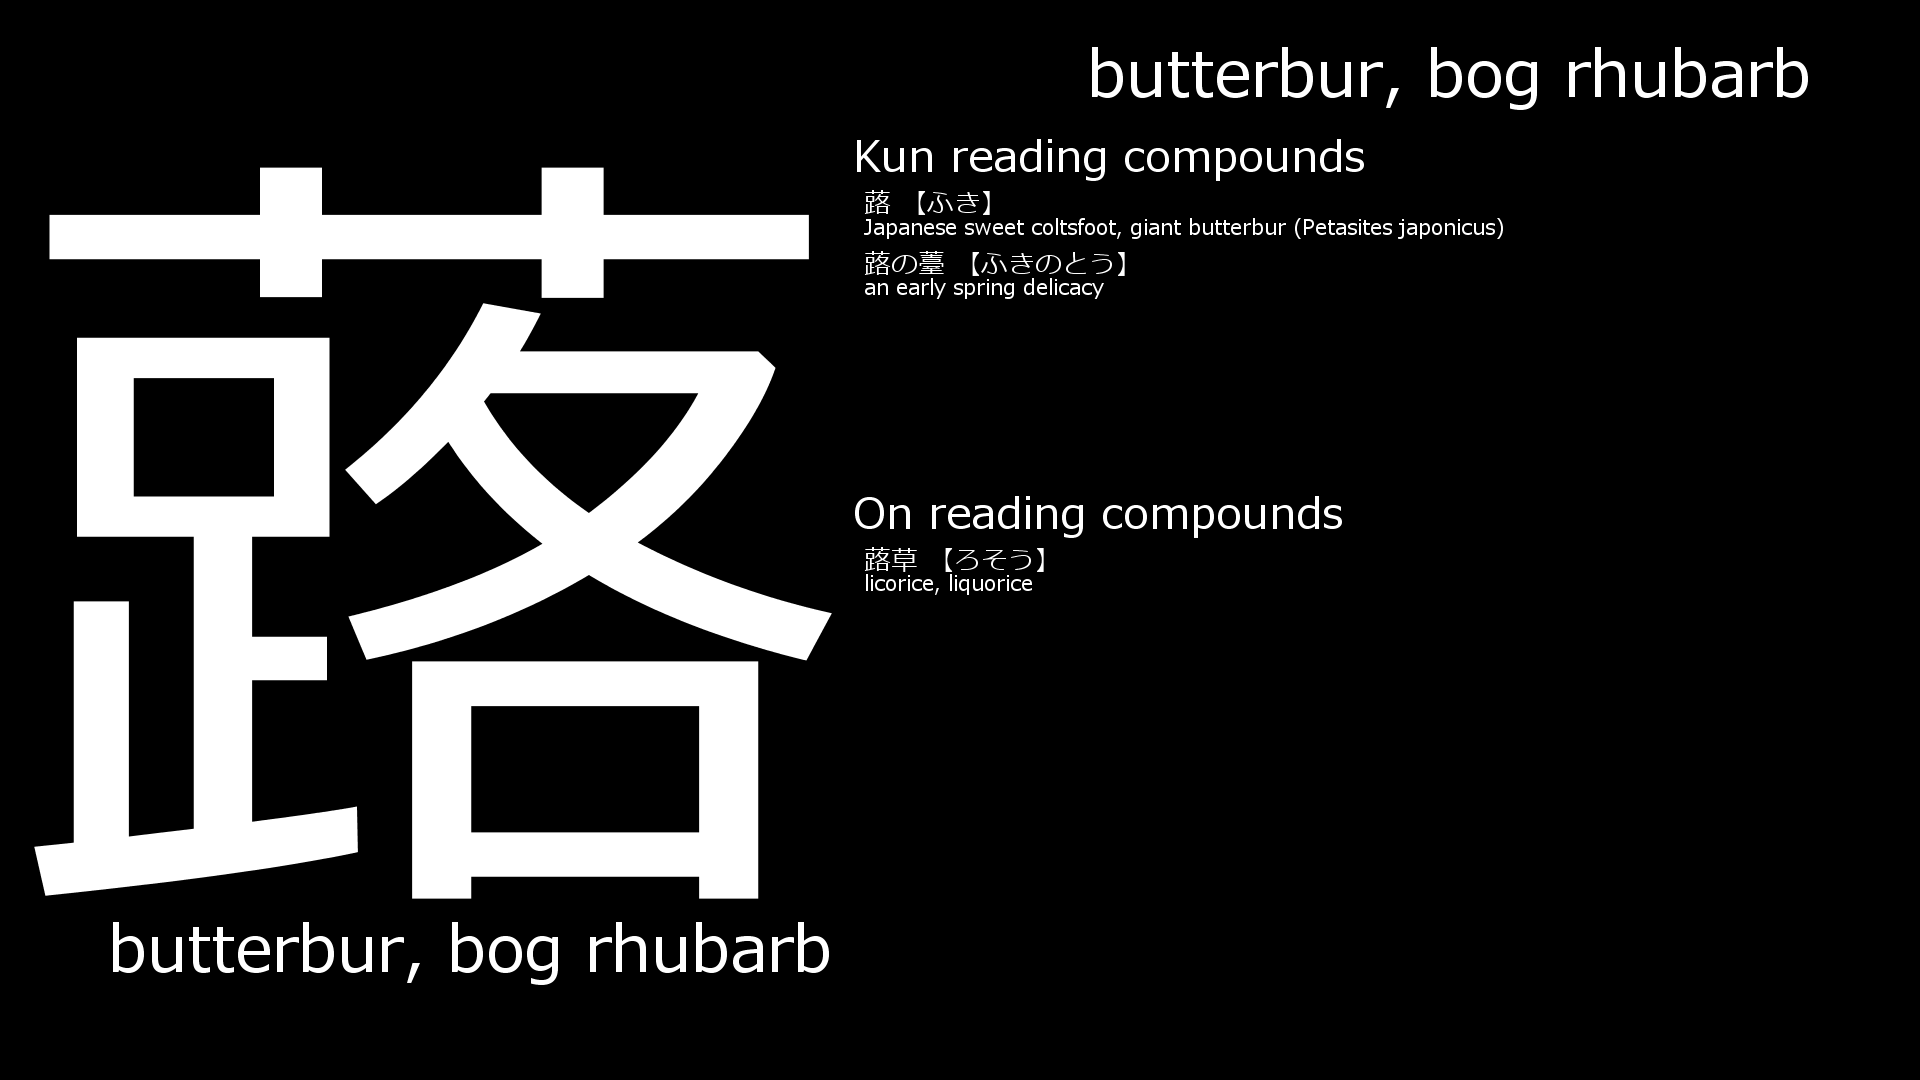 蕗
butterbur, bog rhubarb
butterbur, bog rhubarb
Kun reading compounds
蕗 【ふき】
Japanese sweet coltsfoot, giant butterbur (Petasites japonicus)
蕗の薹 【ふきのとう】
an early spring delicacy
On reading compounds
蕗草 【ろそう】
licorice, liquorice